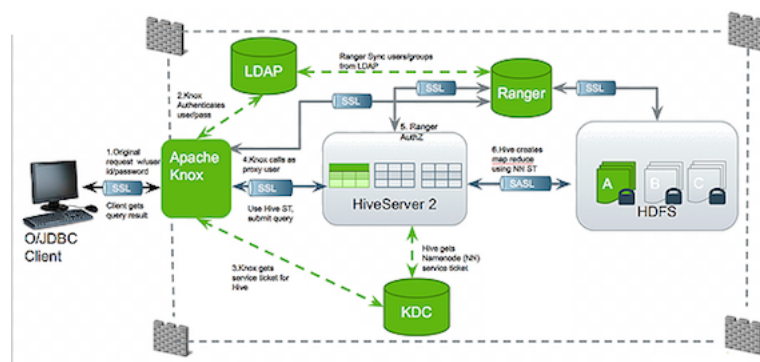 LDAP
Ranger Sync users/groups
from LDAP
Ranger
SSL
SSL
SSL
2.Knox
Authenticates
user/pass
1.Original
request w/user
id/password
SSL
Client gets
query result
O/JDBC
Client
Apache
Knox
4.Knox calls as
proxy user
SSL
Use Hive ST,
submit query
5. Ranger
AuthZ
HiveServer 2
6.Hive creates
map reduce
using NN ST
SASL
A
B
C
HDFS
3.Knox gets
service ticket for
Hive
Hive gets
Namenode (NN)
service ticket
KDC